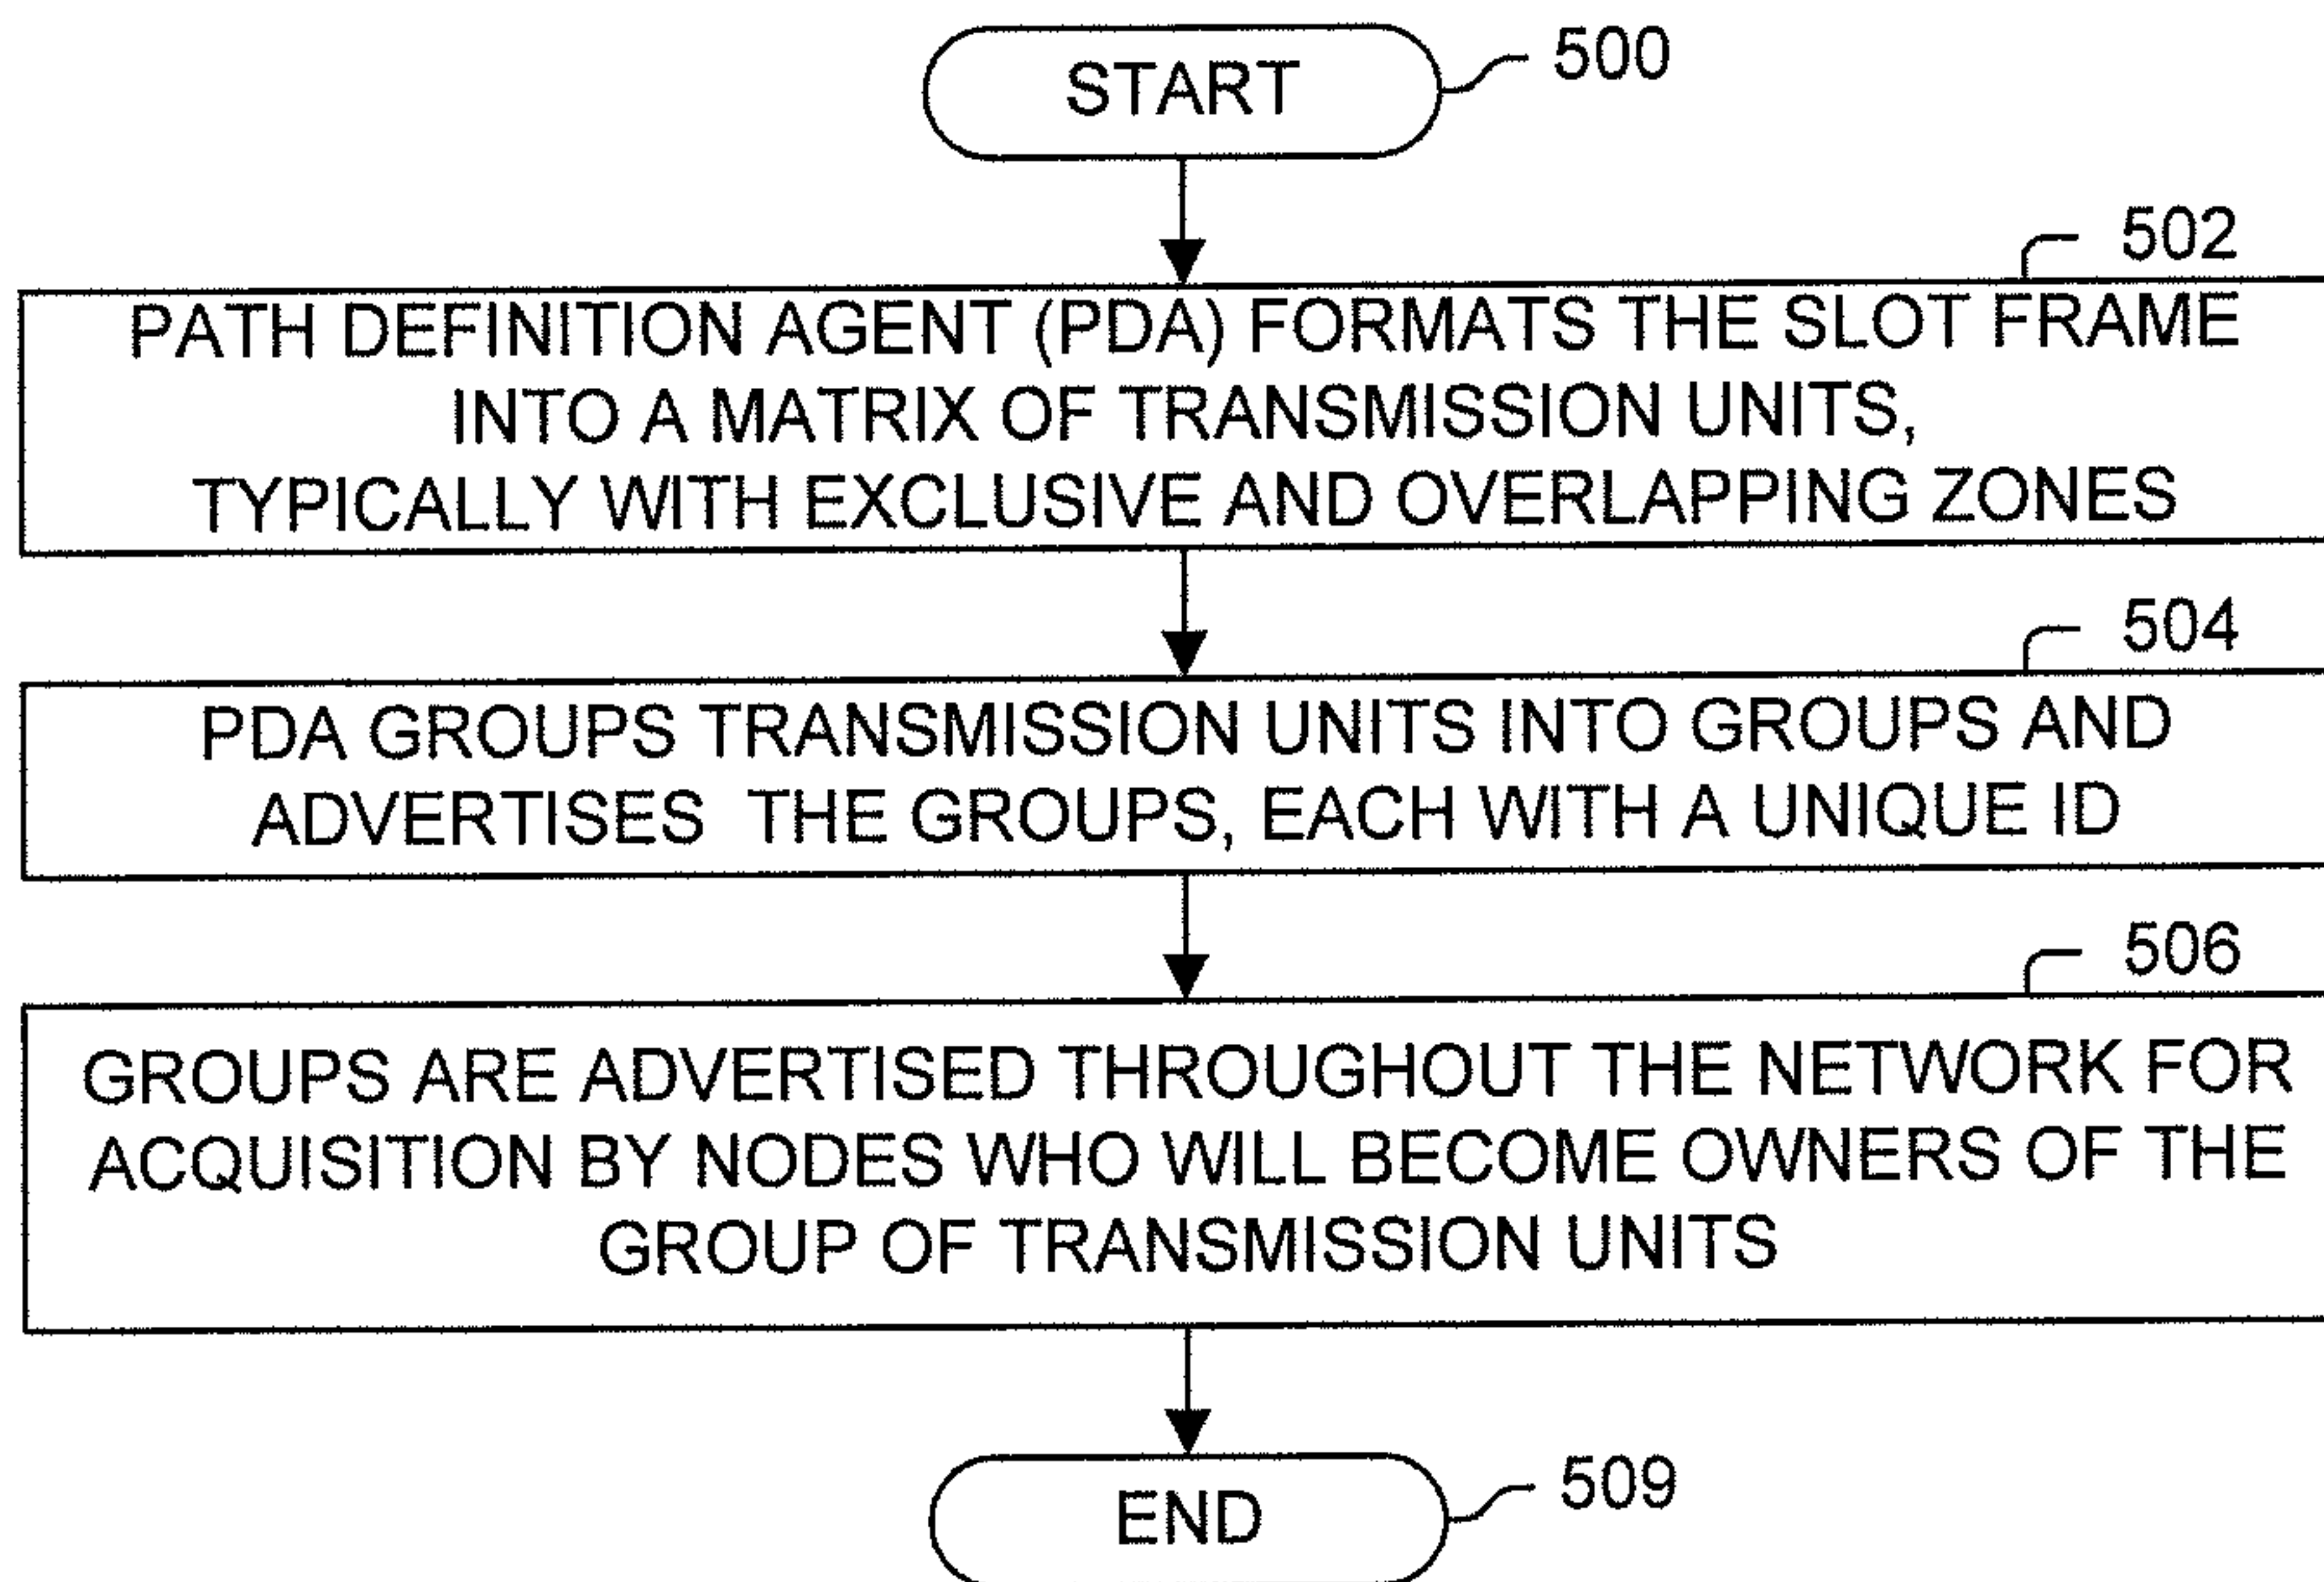 START
500
502
PATH DEFINITION AGENT (PDA) FORMATS THE SLOT FRAME
INTO A MATRIX OF TRANSMISSION UNITS,
TYPICALLY WITH EXCLUSIVE AND OVERLAPPING ZONES
504
PDA GROUPS TRANSMISSION UNITS INTO GROUPS AND
ADVERTISES THE GROUPS, EACH WITH A UNIQUE ID
506
GROUPS ARE ADVERTISED THROUGHOUT THE NETWORK FOR
ACQUISITION BY NODES WHO WILL BECOME OWNERS OF THE
GROUP OF TRANSMISSION UNITS
END
509